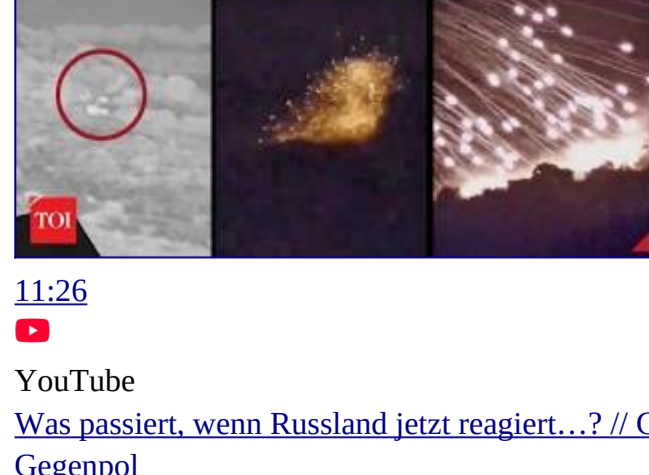 TOI
11:26
YouTube
Was passiert, wenn Russland jetzt reagiert…? //
Gegenpol